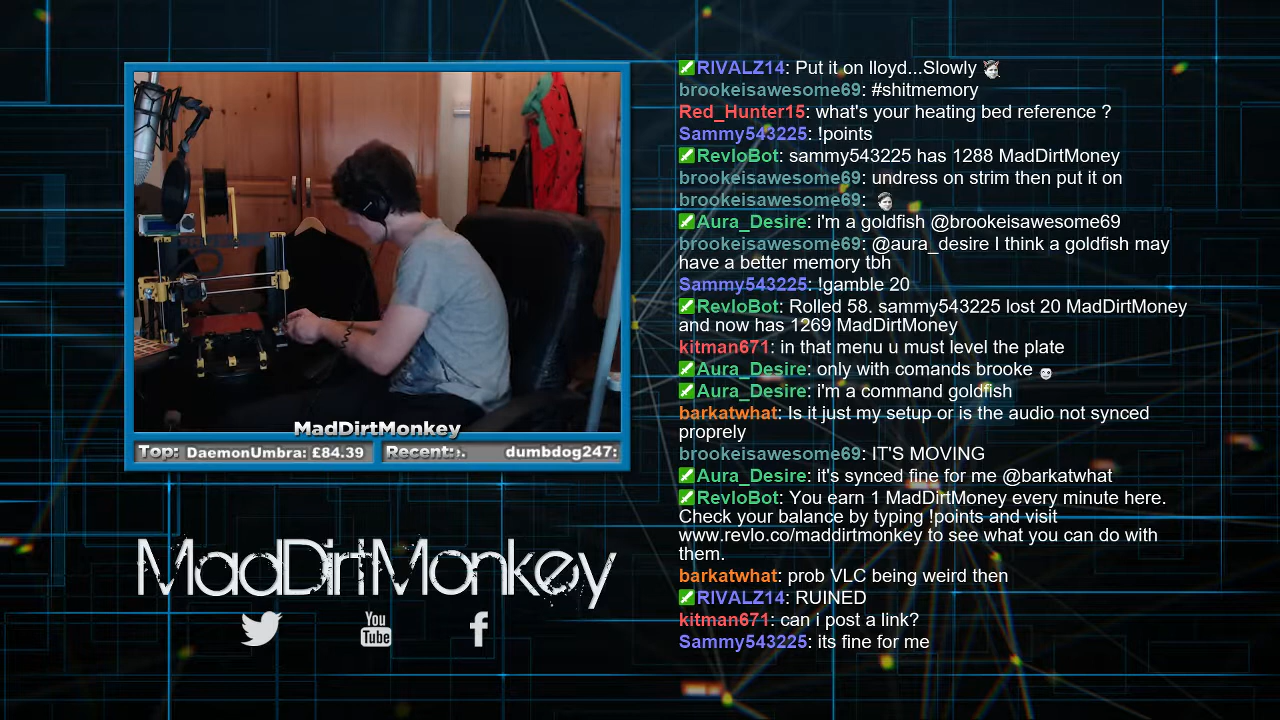 RIVALZ14: Put it on lloyd...Slowly
brookeisawesome69: #shitmemory
Red_Hunter15: what's your heating bed reference ?
Sammy543225: !points
RevloBot: sammy543225 has 1288 MadDirtMoney
brookeisawesome69: undress on strim then put it on
brookeisawesome69:
Aura_Desire: i'm a goldfish @brookeisawesome69
brookeisawesome69: @aura_desire I think a goldfish may
have a better memory tbh
Sammy543225: !gamble 20
RevloBot: Rolled 58. sammy543225 lost 20 MadDirtMoney
and now has 1269 MadDirtMoney
kitman671: in that menu u must level the plate
Aura_Desire: only with comands brooke
Aura_Desire: i'm a command goldfish
barkatwhat: Is it just my setup or is the audio not synced
proprely
brookeisawesome69: IT'S MOVING
Aura_Desire: it's synced fine for me @barkatwhat
RevloBot: You earn 1 MadDirtMoney every minute here.
Check your balance by typing !points and visit
www.revlo.co/maddirtmonkey to see what you can do with
them.
barkatwhat: prob VLC being weird then
RIVALZ14: RUINED
kitman671: can i post a link?
Sammy543225: its fine for me
MadDirtMonkey
Top: DaemonUmbra: £84.39 Recent: dumbdog247:
MadDirtMonkey
You
Tube